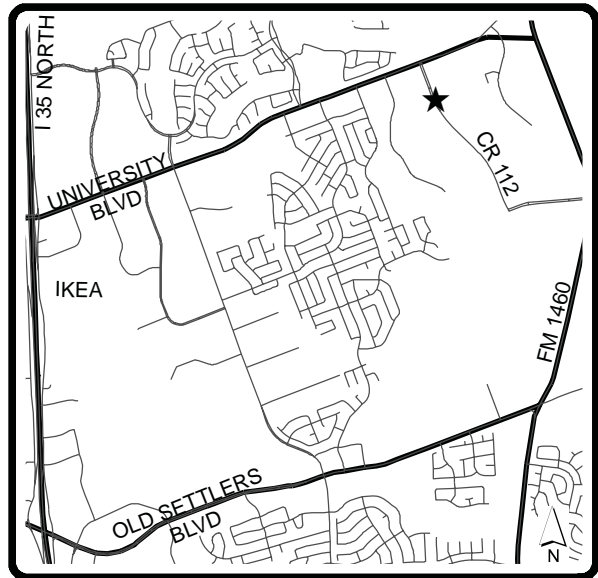 I 35 NORTH
UNIVERSITY
BLVD
CR 112
IKEA
FM 1460
OLD SETTLERS
BLVD
N